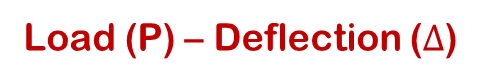 Load (P) – Deflection (Δ)